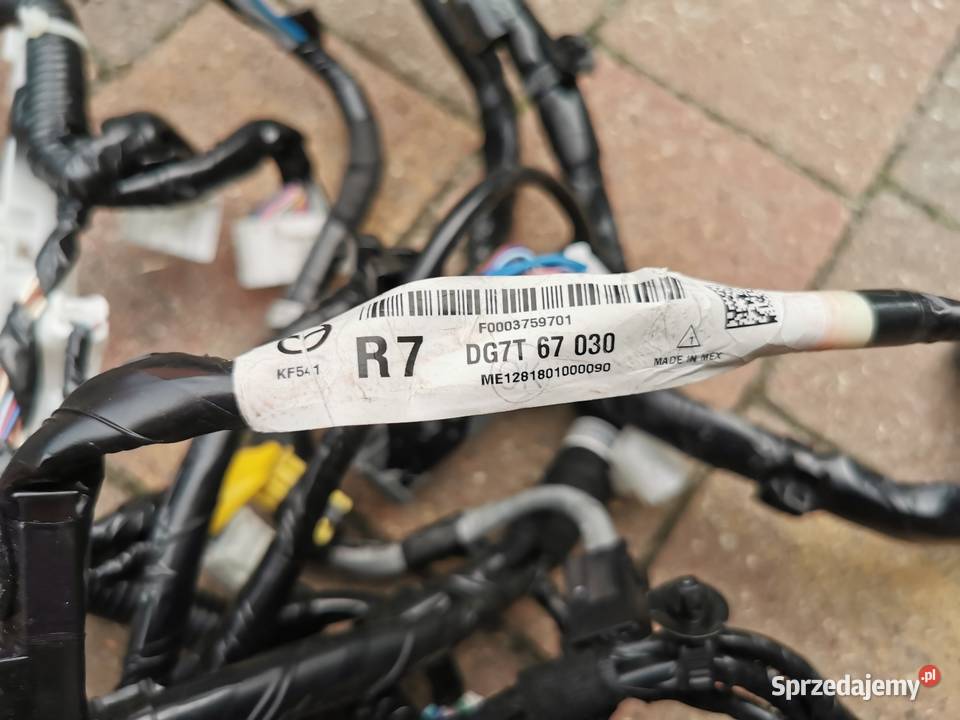 F0003759701
KF541
R7
DG7T 67 030
ME1281801000090
MADE IN MEX
Sprzedajemy.pl